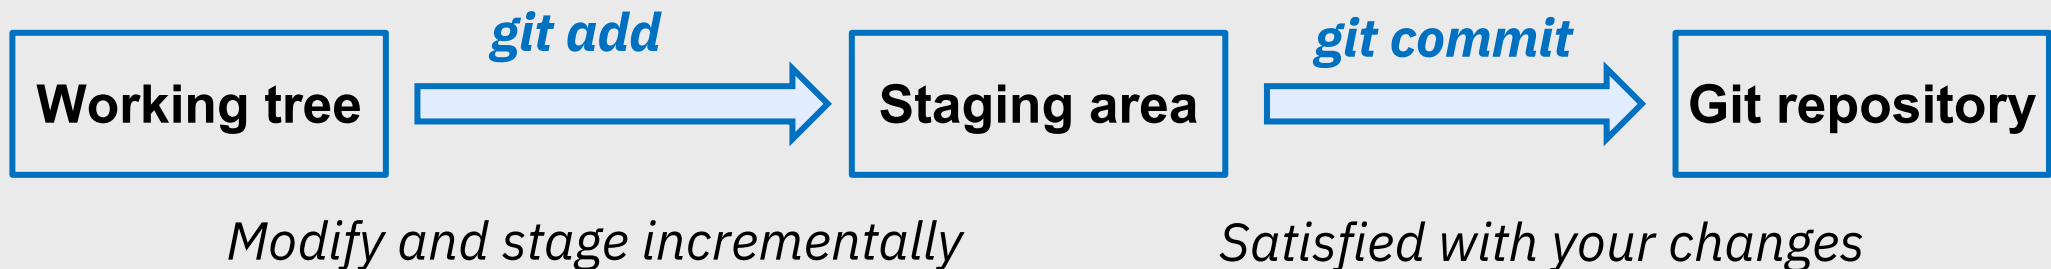 git add
git commit
Working tree
Staging area
Git repository
Modify and stage incrementally
Satisfied with your changes